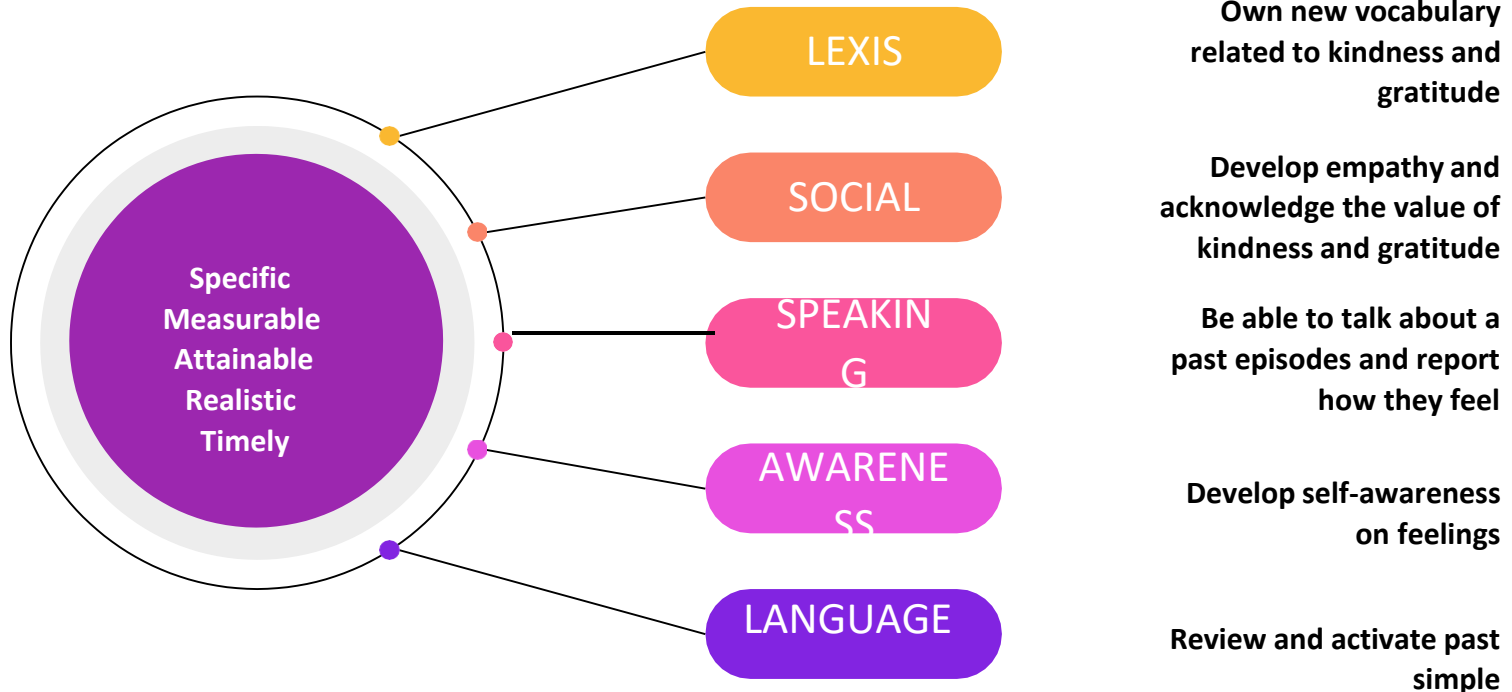 Specific
Measurable
Attainable
Realistic
Timely
LEXIS
Own new vocabulary
related to kindness and
gratitude
SOCIAL
Develop empathy and
acknowledge the value of
kindness and gratitude
SPEAKIN
G
Be able to talk about a
past episodes and report
how they feel
AWARENE
SS
Develop self-awareness
on feelings
LANGUAGE
Review and activate past
simple